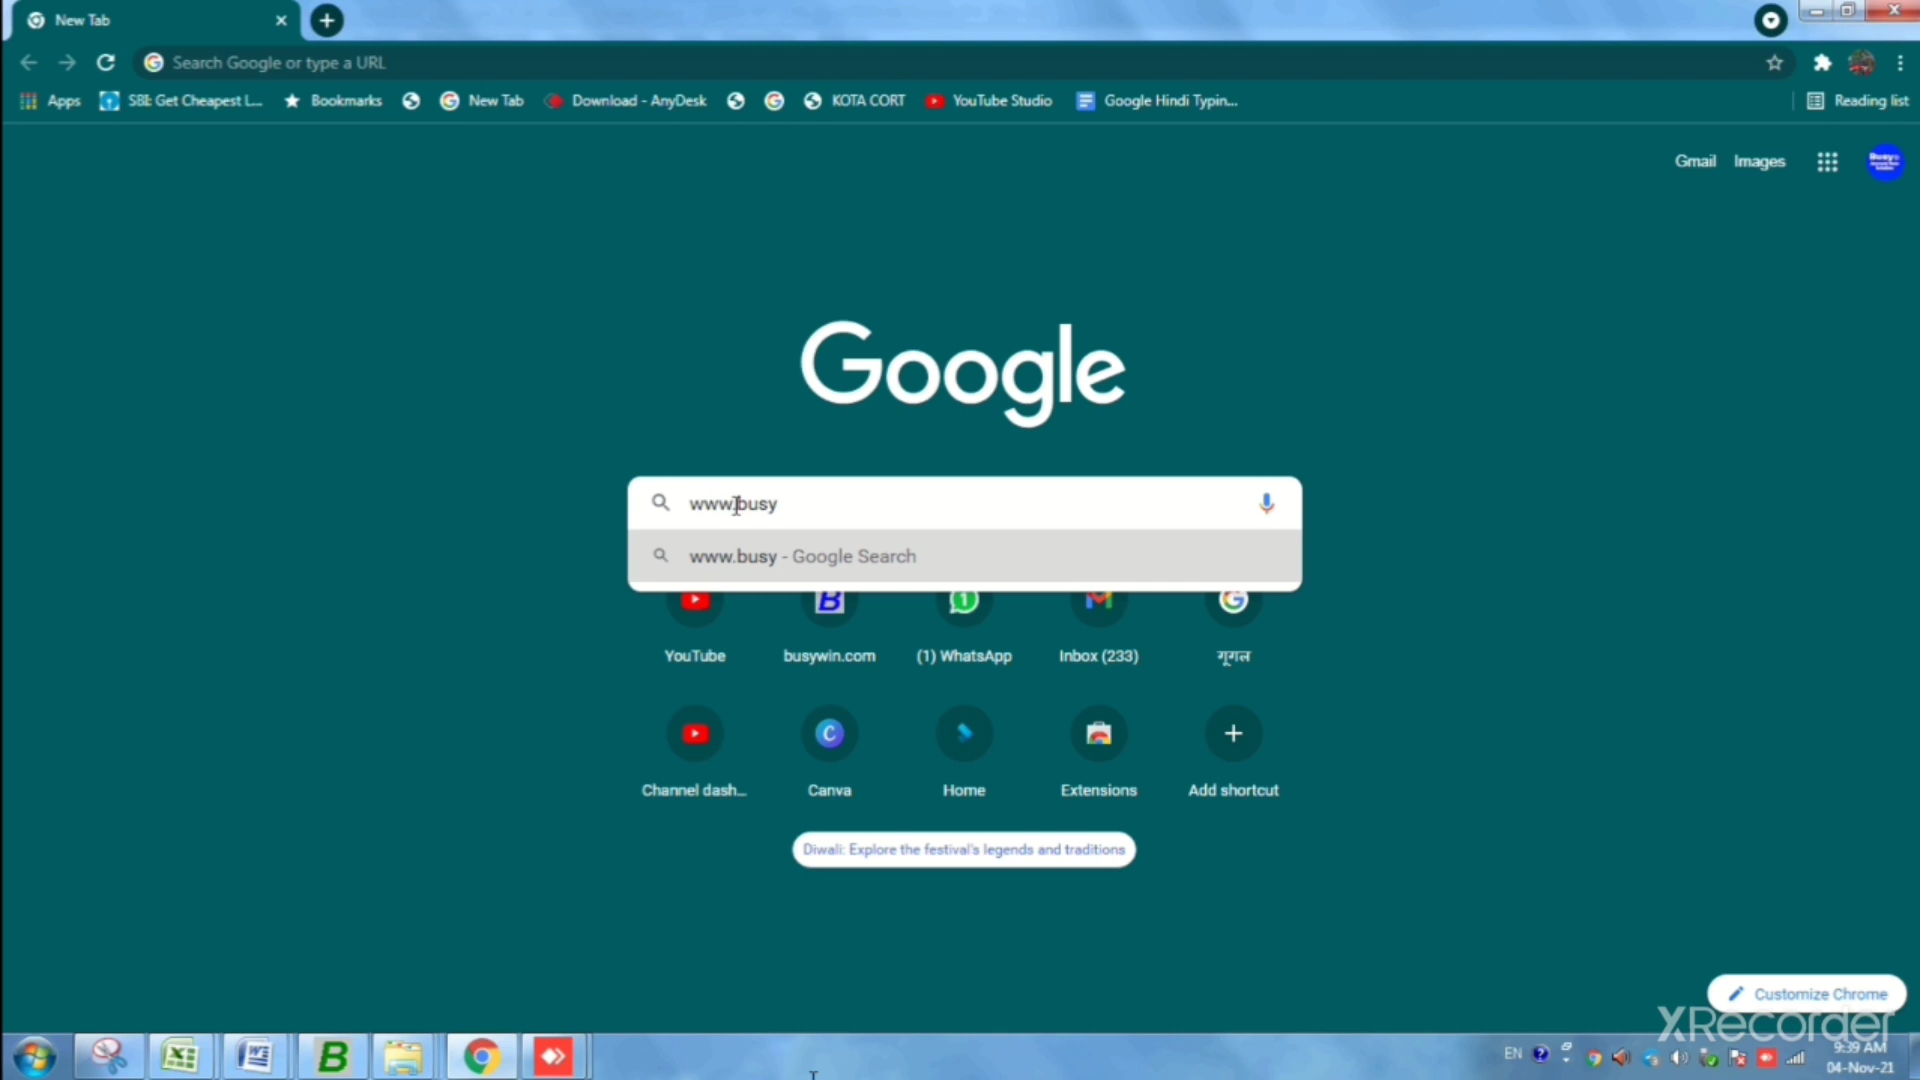 New Tab
Search Google or type a URL
Apps
SBI: Get Cheapest L...
Bookmarks
New Tab
Download - AnyDesk
KOTA CORT
YouTube Studio
Google Hindi Typin...
Reading list
Gmail
Images
Busy
Google
www.busy
www.busy - Google Search
YouTube
busywin.com
(1) WhatsApp
Inbox (233)
गूगल
Channel dash...
Canva
Home
Extensions
Add shortcut
Diwali: Explore the festival's legends and traditions
Customize Chrome
XRecorder
EN
9:39 AM
04-Nov-21